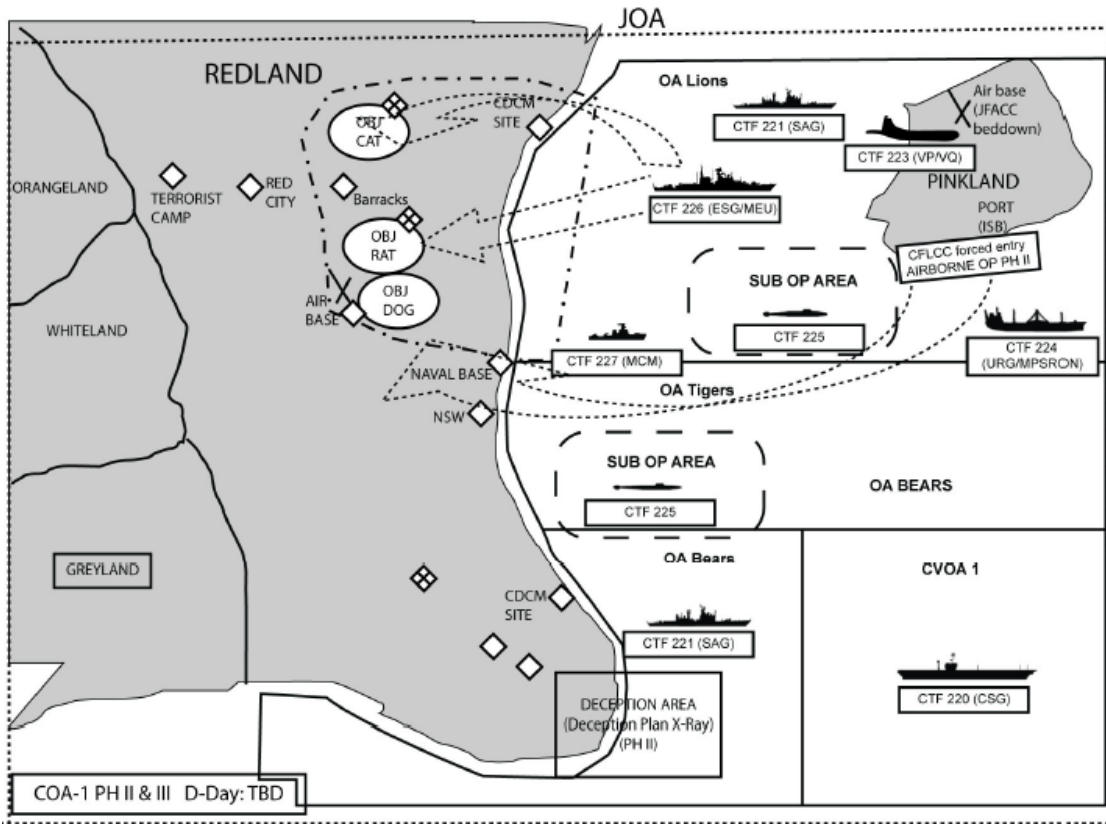 JOA
REDLAND
OA Lions
CDCM
SITE
OBJ
CAT
CTF 221 (SAG)
Air base
(JFACC
beddown)
CTF 223 (VP/VQ)
PINKLAND
ORANGELAND
TERRORIST
CAMP
RED
CITY
Barracks
CTF 226 (ESG/MEU)
PORT
(ISB)
OBJ
RAT
CFLCC forced entry
AIRBORNE OP PH II
SUB OP AREA
CTF 225
OBJ
DOG
AIR
BASE
WHITELAND
CTF 227 (MCM)
CTF 224
(URG/MPSRON)
NAVAL BASE
OA Tigers
NSW
SUB OP AREA
CTF 225
OA BEARS
GREYLAND
OA Bears
CVOA 1
CDCM
SITE
CTF 221 (SAG)
CTF 220 (CSG)
DECEPTION AREA
(Deception Plan X-Ray)
(PH II)
COA-1 PH II & III D-Day: TBD